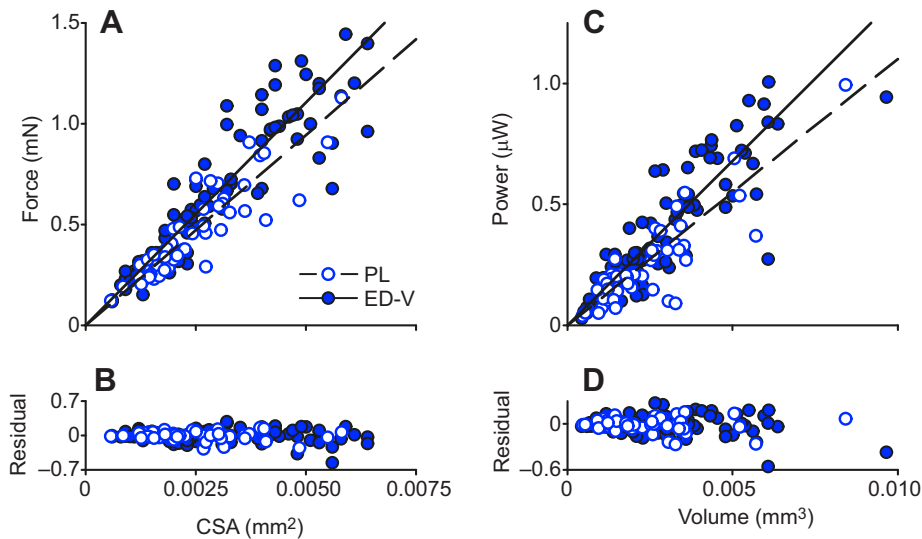 A
1.5
1.0
0.5
0
Force (mN)
PL
ED-V
B
0.7
0
–0.7
Residual
0 0.0025 0.0050 0.0075
CSA (mm2)
C
1.0
0.5
0
Power (μW)
D
0
–0.6
Residual
0 0.005 0.010
Volume (mm3)